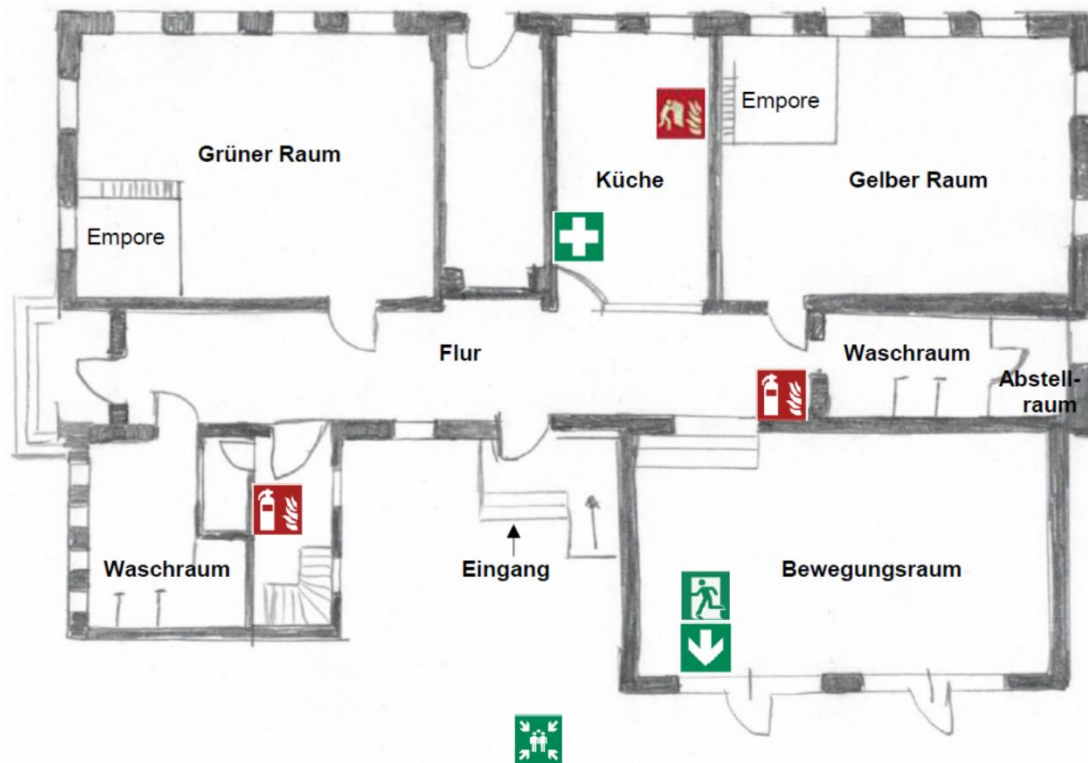 Empore
Grüner Raum
Küche
Gelber Raum
Empore
Flur
Waschraum
Abstell-
raum
Waschraum
Eingang
Bewegungsraum